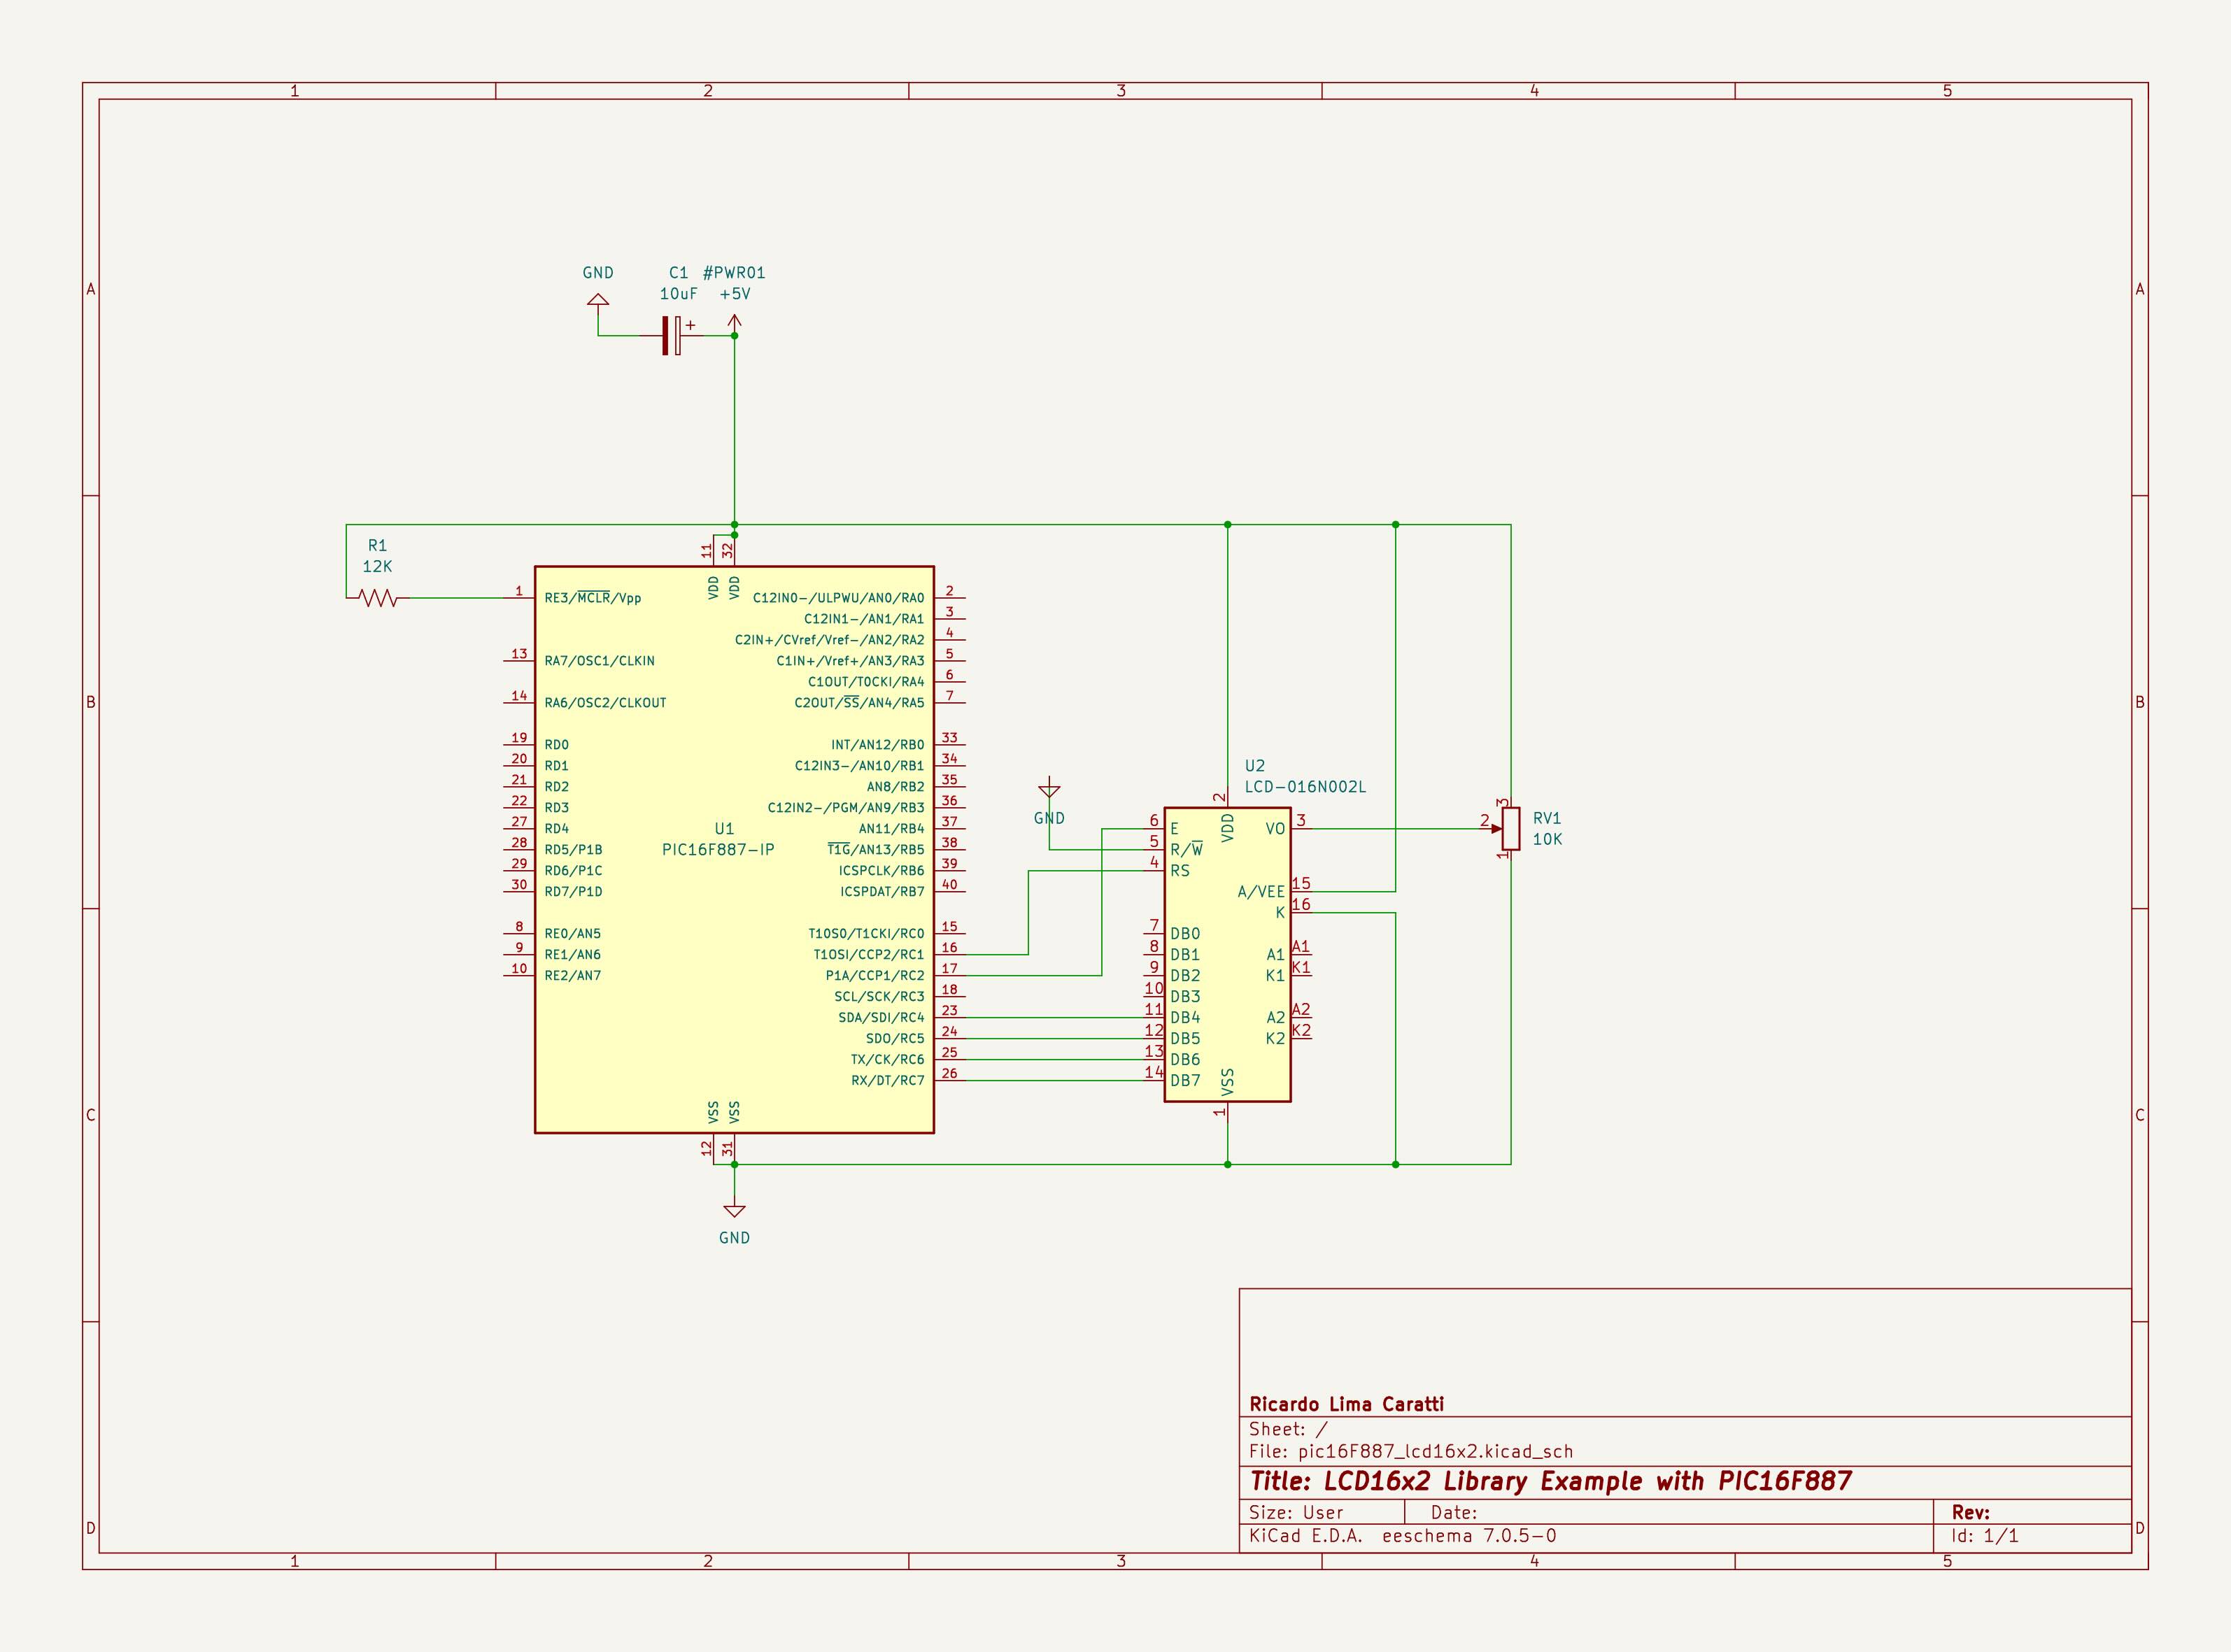 1 2 3 4 5
A A
B B
C C
D D
1 2 3 4 5
GND
C1
10uF
#PWR01
+5V
R1
12K
11 VDD
32 VDD
U1
PIC16F887-IP
1 RE3/MCLR/Vpp
13 RA7/OSC1/CLKIN
14 RA6/OSC2/CLKOUT
19 RD0
20 RD1
21 RD2
22 RD3
27 RD4
28 RD5/P1B
29 RD6/P1C
30 RD7/P1D
8 RE0/AN5
9 RE1/AN6
10 RE2/AN7
C12IN0-/ULPWU/AN0/RA0 2
C12IN1-/AN1/RA1 3
C2IN+/CVref/Vref-/AN2/RA2 4
C1IN+/Vref+/AN3/RA3 5
C1OUT/T0CKI/RA4 6
C2OUT/SS/AN4/RA5 7
INT/AN12/RB0 33
C12IN3-/AN10/RB1 34
AN8/RB2 35
C12IN2-/PGM/AN9/RB3 36
AN11/RB4 37
T1G/AN13/RB5 38
ICSPCLK/RB6 39
ICSPDAT/RB7 40
T1OSO/T1CKI/RC0 15
T1OSI/CCP2/RC1 16
P1A/CCP1/RC2 17
SCL/SCK/RC3 18
SDA/SDI/RC4 23
SDO/RC5 24
TX/CK/RC6 25
RX/DT/RC7 26
12 VSS
31 VSS
GND
GND
U2
LCD-016N002L
2 VDD
6 E
5 R/W
4 RS
7 DB0
8 DB1
9 DB2
10 DB3
11 DB4
12 DB5
13 DB6
14 DB7
VO 3
A/VEE 15
K 16
A1 A1
K1 K1
A2 A2
K2 K2
1 VSS
3
2
1
RV1
10K
Ricardo Lima Caratti
Sheet: /
File: pic16F887_lcd16x2.kicad_sch
Title: LCD16x2 Library Example with PIC16F887
Size: User Date: Rev:
KiCad E.D.A. eeschema 7.0.5-0 Id: 1/1